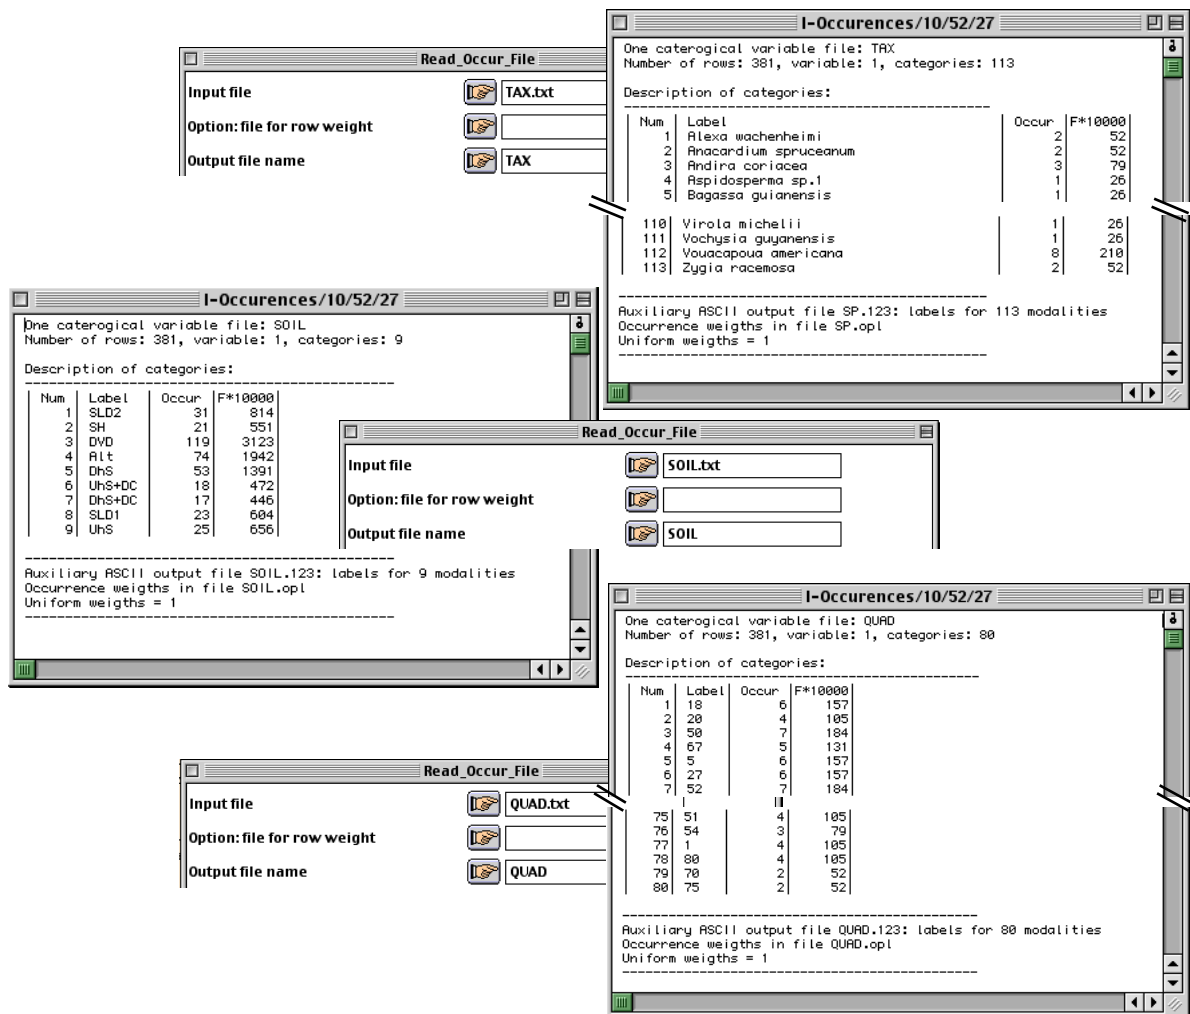 Read_Occur_File
Input file TAX.txt
Option: file for row weight
Output file name TAX
I-Occurences/10/52/27
One caterogical variable file: TAX
Number of rows: 381, variable: 1, categories: 113
Description of categories:
Num Label Occur F*10000
1 Alexa wachenheimi 2 52
2 Anacardium spruceanum 2 52
3 Andira coriacea 3 79
4 Aspidosperma sp.1 1 26
5 Bagassa guianensis 1 26
110 Virola michelii 1 26
111 Vochysia guyanensis 1 26
112 Vouacapoua americana 8 210
113 Zygia racemosa 2 52
Auxiliary ASCII output file SP.123: labels for 113 modalities
Occurrence weigths in file SP.opl
Uniform weigths = 1
I-Occurences/10/52/27
One caterogical variable file: SOIL
Number of rows: 381, variable: 1, categories: 9
Description of categories:
Num Label Occur F*10000
1 SLD2 31 814
2 SH 21 551
3 DVD 119 3123
4 Alt 74 1942
5 DhS 53 1391
6 UhS+DC 18 472
7 DhS+DC 17 446
8 SLD1 23 604
9 UhS 25 656
Auxiliary ASCII output file SOIL.123: labels for 9 modalities
Occurrence weigths in file SOIL.opl
Uniform weigths = 1
Read_Occur_File
Input file SOIL.txt
Option: file for row weight
Output file name SOIL
I-Occurences/10/52/27
One caterogical variable file: QUAD
Number of rows: 381, variable: 1, categories: 80
Description of categories:
Num Label Occur F*10000
1 18 6 157
2 20 4 105
3 50 7 184
4 67 5 131
5 5 6 157
6 27 6 157
7 52 7 184
75 51 4 105
76 54 3 79
77 1 4 105
78 80 4 105
79 70 2 52
80 75 2 52
Auxiliary ASCII output file QUAD.123: labels for 80 modalities
Occurrence weigths in file QUAD.opl
Uniform weigths = 1
Read_Occur_File
Input file QUAD.txt
Option: file for row weight
Output file name QUAD